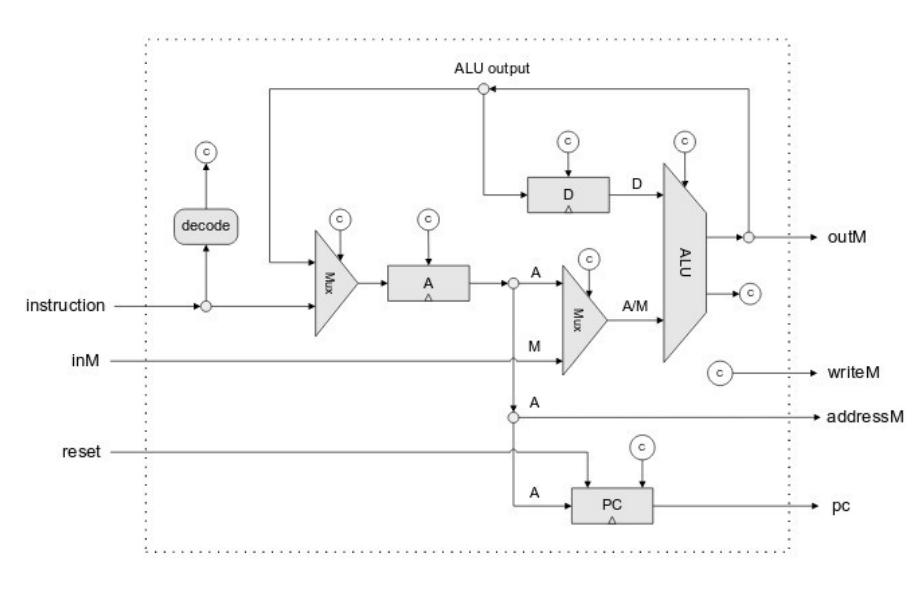 ALU output
C
C
C
D
D
decode
C
C
ALU
outM
Mux
A
A
C
Mux
A/M
C
instruction
inM
M
C
writeM
A
addressM
reset
C
A
PC
pc